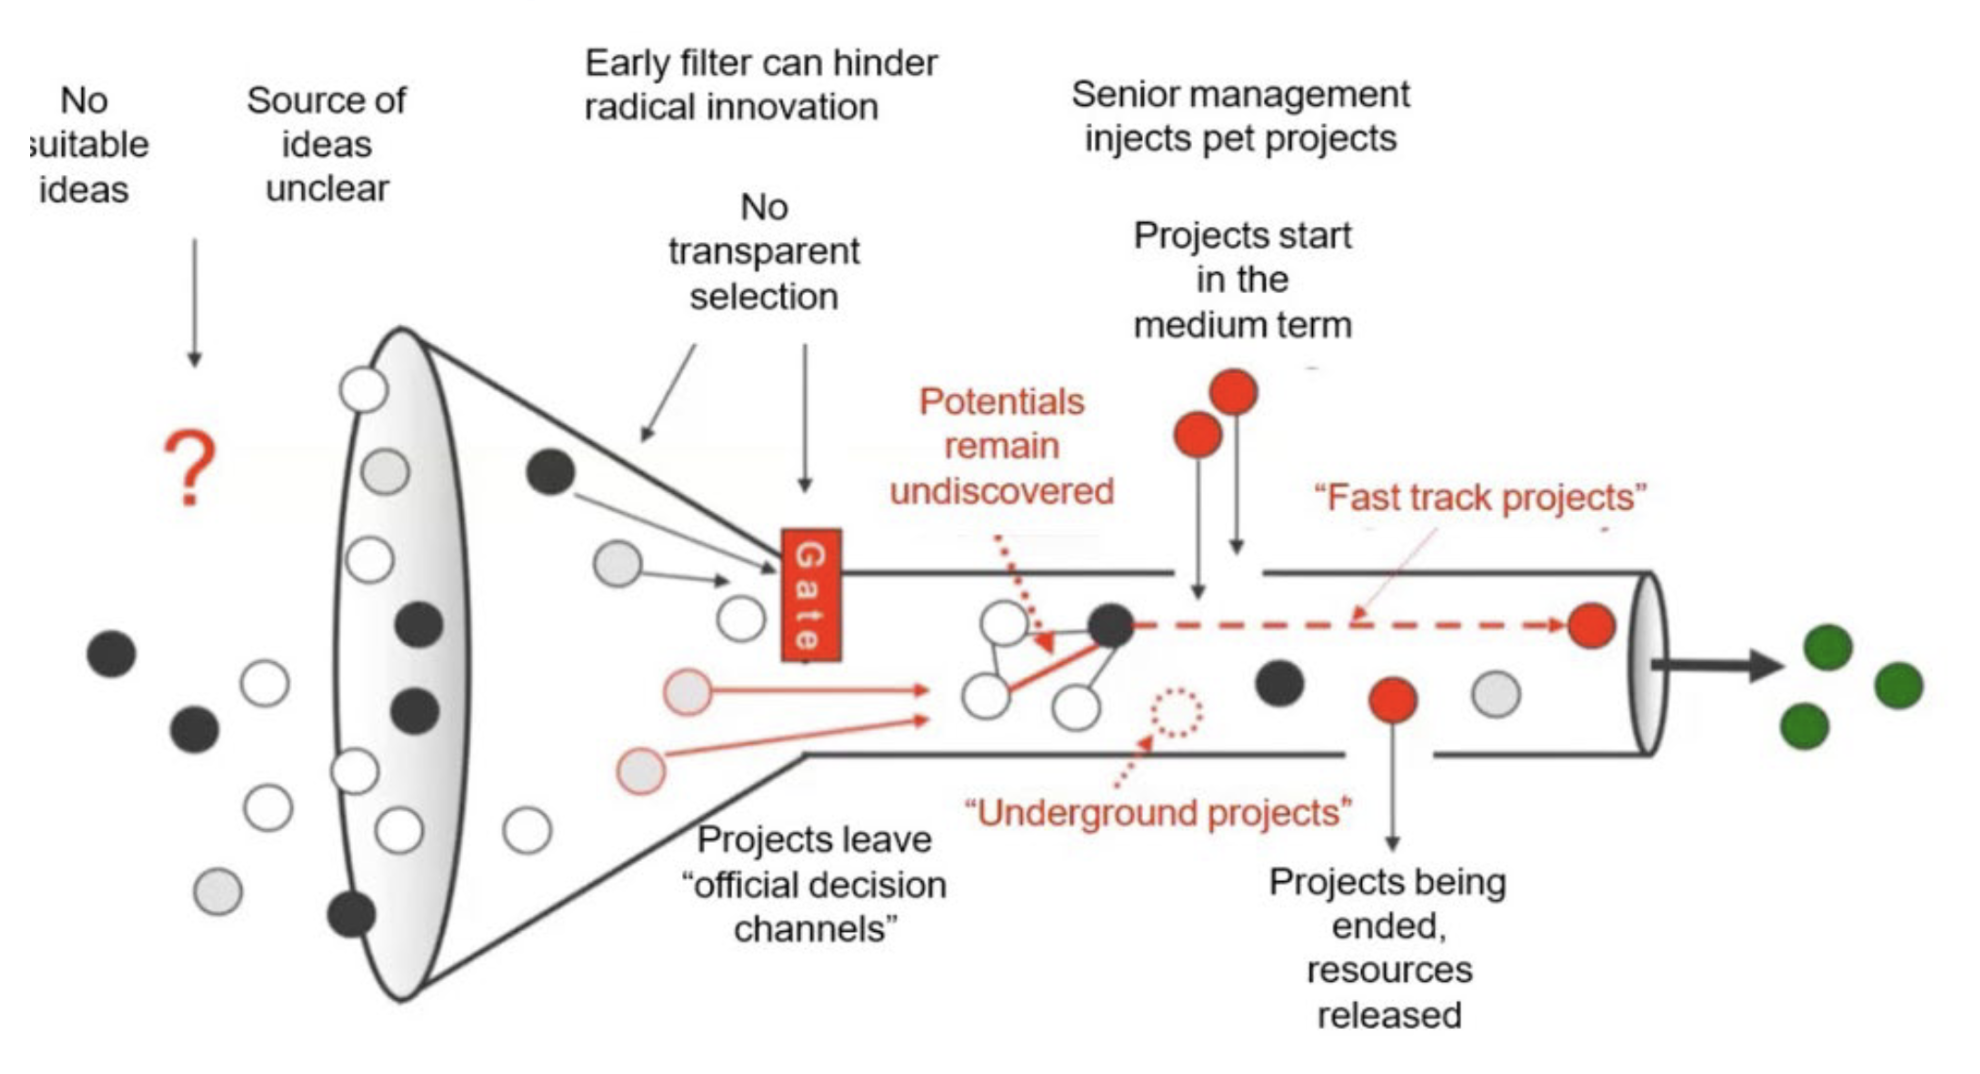 No
suitable
ideas
Source of
ideas
unclear
Early filter can hinder
radical innovation
No
transparent
selection
Senior management
injects pet projects
Projects start
in the
medium term
Potentials
remain
undiscovered
“Fast track projects”
?
Gate
“Underground projects”
Projects leave
“official decision
channels”
Projects being
ended,
resources
released